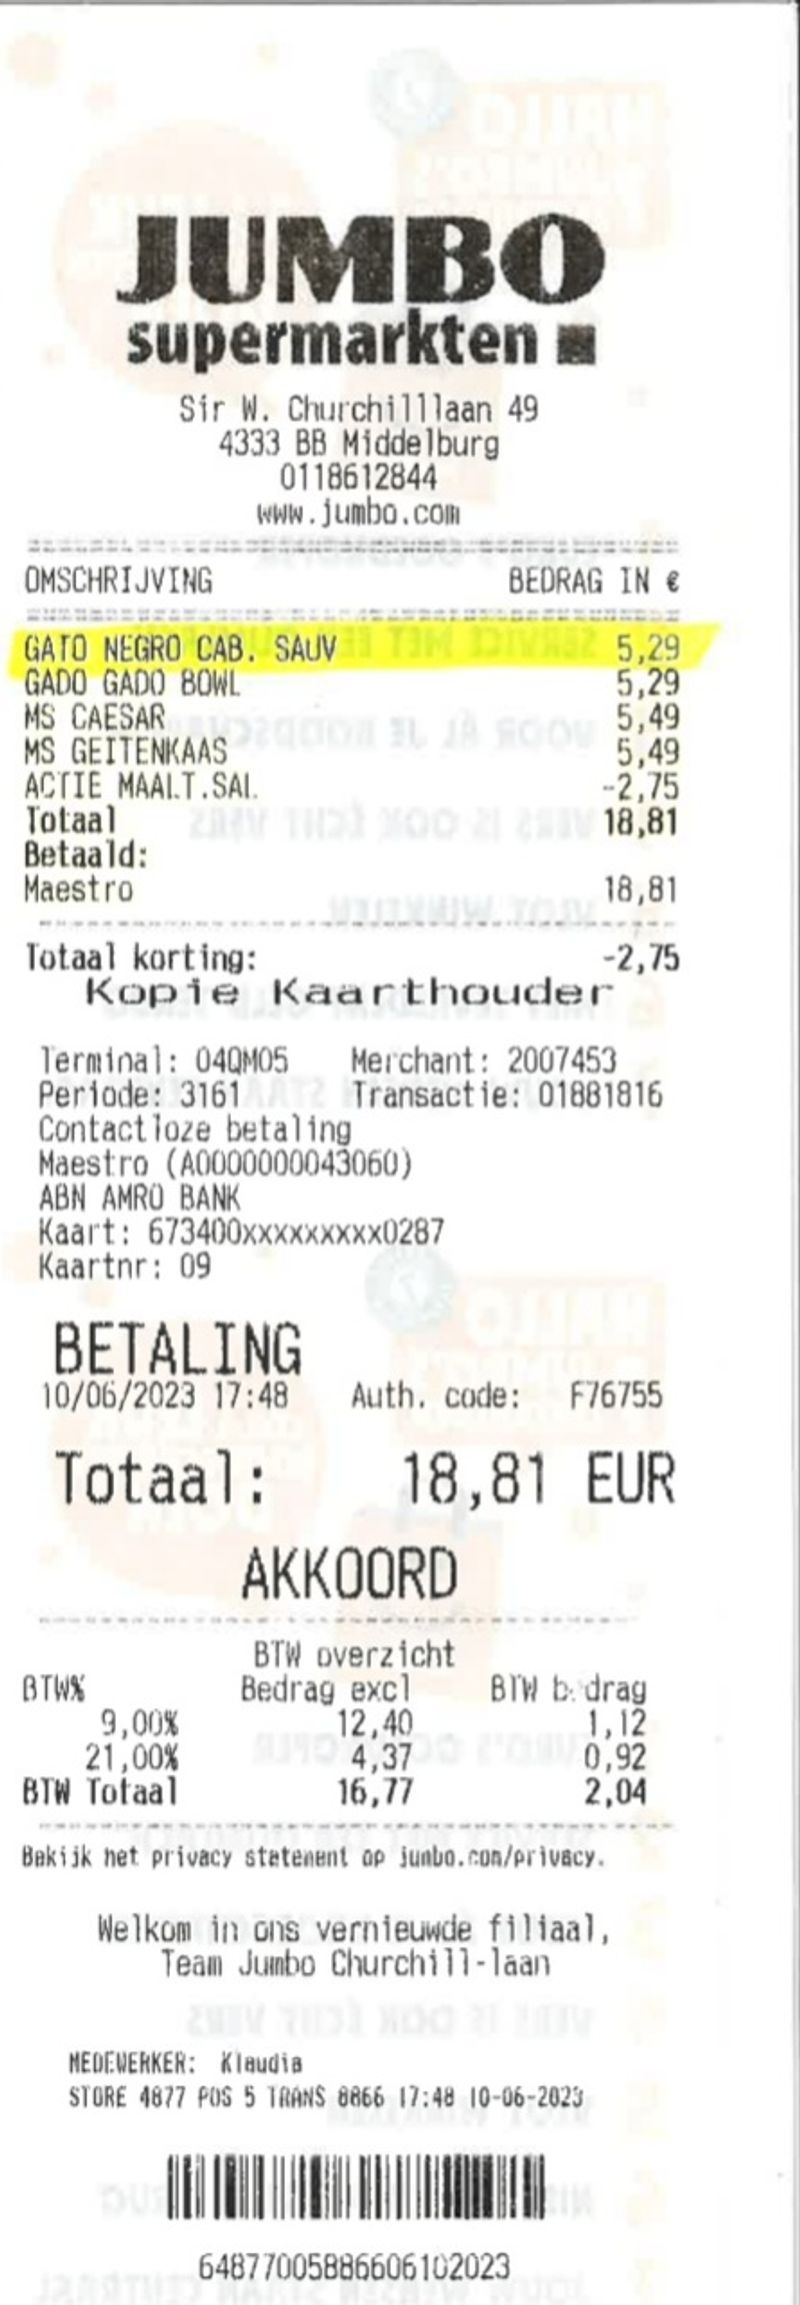 JUMBO
supermarkten
Sir W. Churchilllaan 49
4333 BB Middelburg
0118612844
www.jumbo.com
OMSCHRIJVING BEDRAG IN €
GATO NEGRO CAB. SAUV 5,29
GADO GADO BOWL 5,29
MS CAESAR 5,49
MS GEITENKAAS 5,49
ACTIE MAALT.SAL -2,75
Totaal 18,81
Betaald:
Maestro 18,81
Totaal korting: -2,75
Kopie Kaarthouder
Terminal: 04QM05 Merchant: 2007453
Periode: 3161 Transactie: 01881816
Contactloze betaling
Maestro (A0000000043060)
ABN AMRO BANK
Kaart: 673400xxxxxxxxx0287
Kaartnr: 09
BETALING
10/06/2023 17:48 Auth. code: F76755
Totaal: 18,81 EUR
AKKOORD
BTW overzicht
BTW% Bedrag excl BTW bedrag
9,00% 12,40 1,12
21,00% 4,37 0,92
BTW Totaal 16,77 2,04
Bekijk het privacy statement op jumbo.com/privacy.
Welkom in ons vernieuwde filiaal,
Team Jumbo Churchill-laan
MEDEWERKER: Klaudia
STORE 4877 POS 5 TRANS 8866 17:48 10-06-2023
64877005886606102023